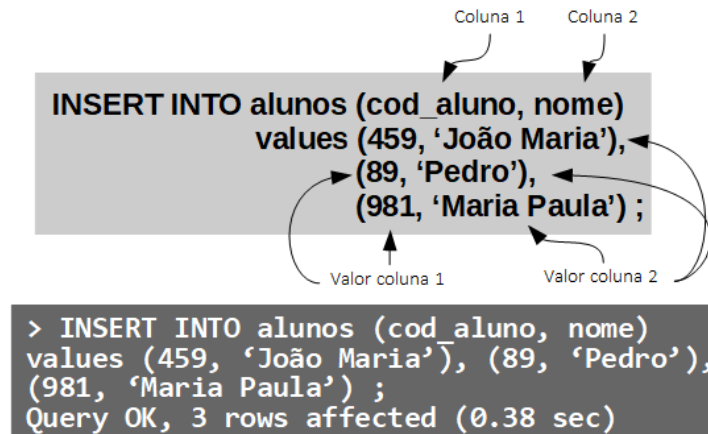 Coluna 1 Coluna 2
INSERT INTO alunos (cod_aluno, nome)
values (459, ‘João Maria’),
(89, ‘Pedro’),
(981, ‘Maria Paula’) ;
Valor coluna 1 Valor coluna 2
> INSERT INTO alunos (cod_aluno, nome)
values (459, ‘João Maria’), (89, ‘Pedro’),
(981, ‘Maria Paula’) ;
Query OK, 3 rows affected (0.38 sec)